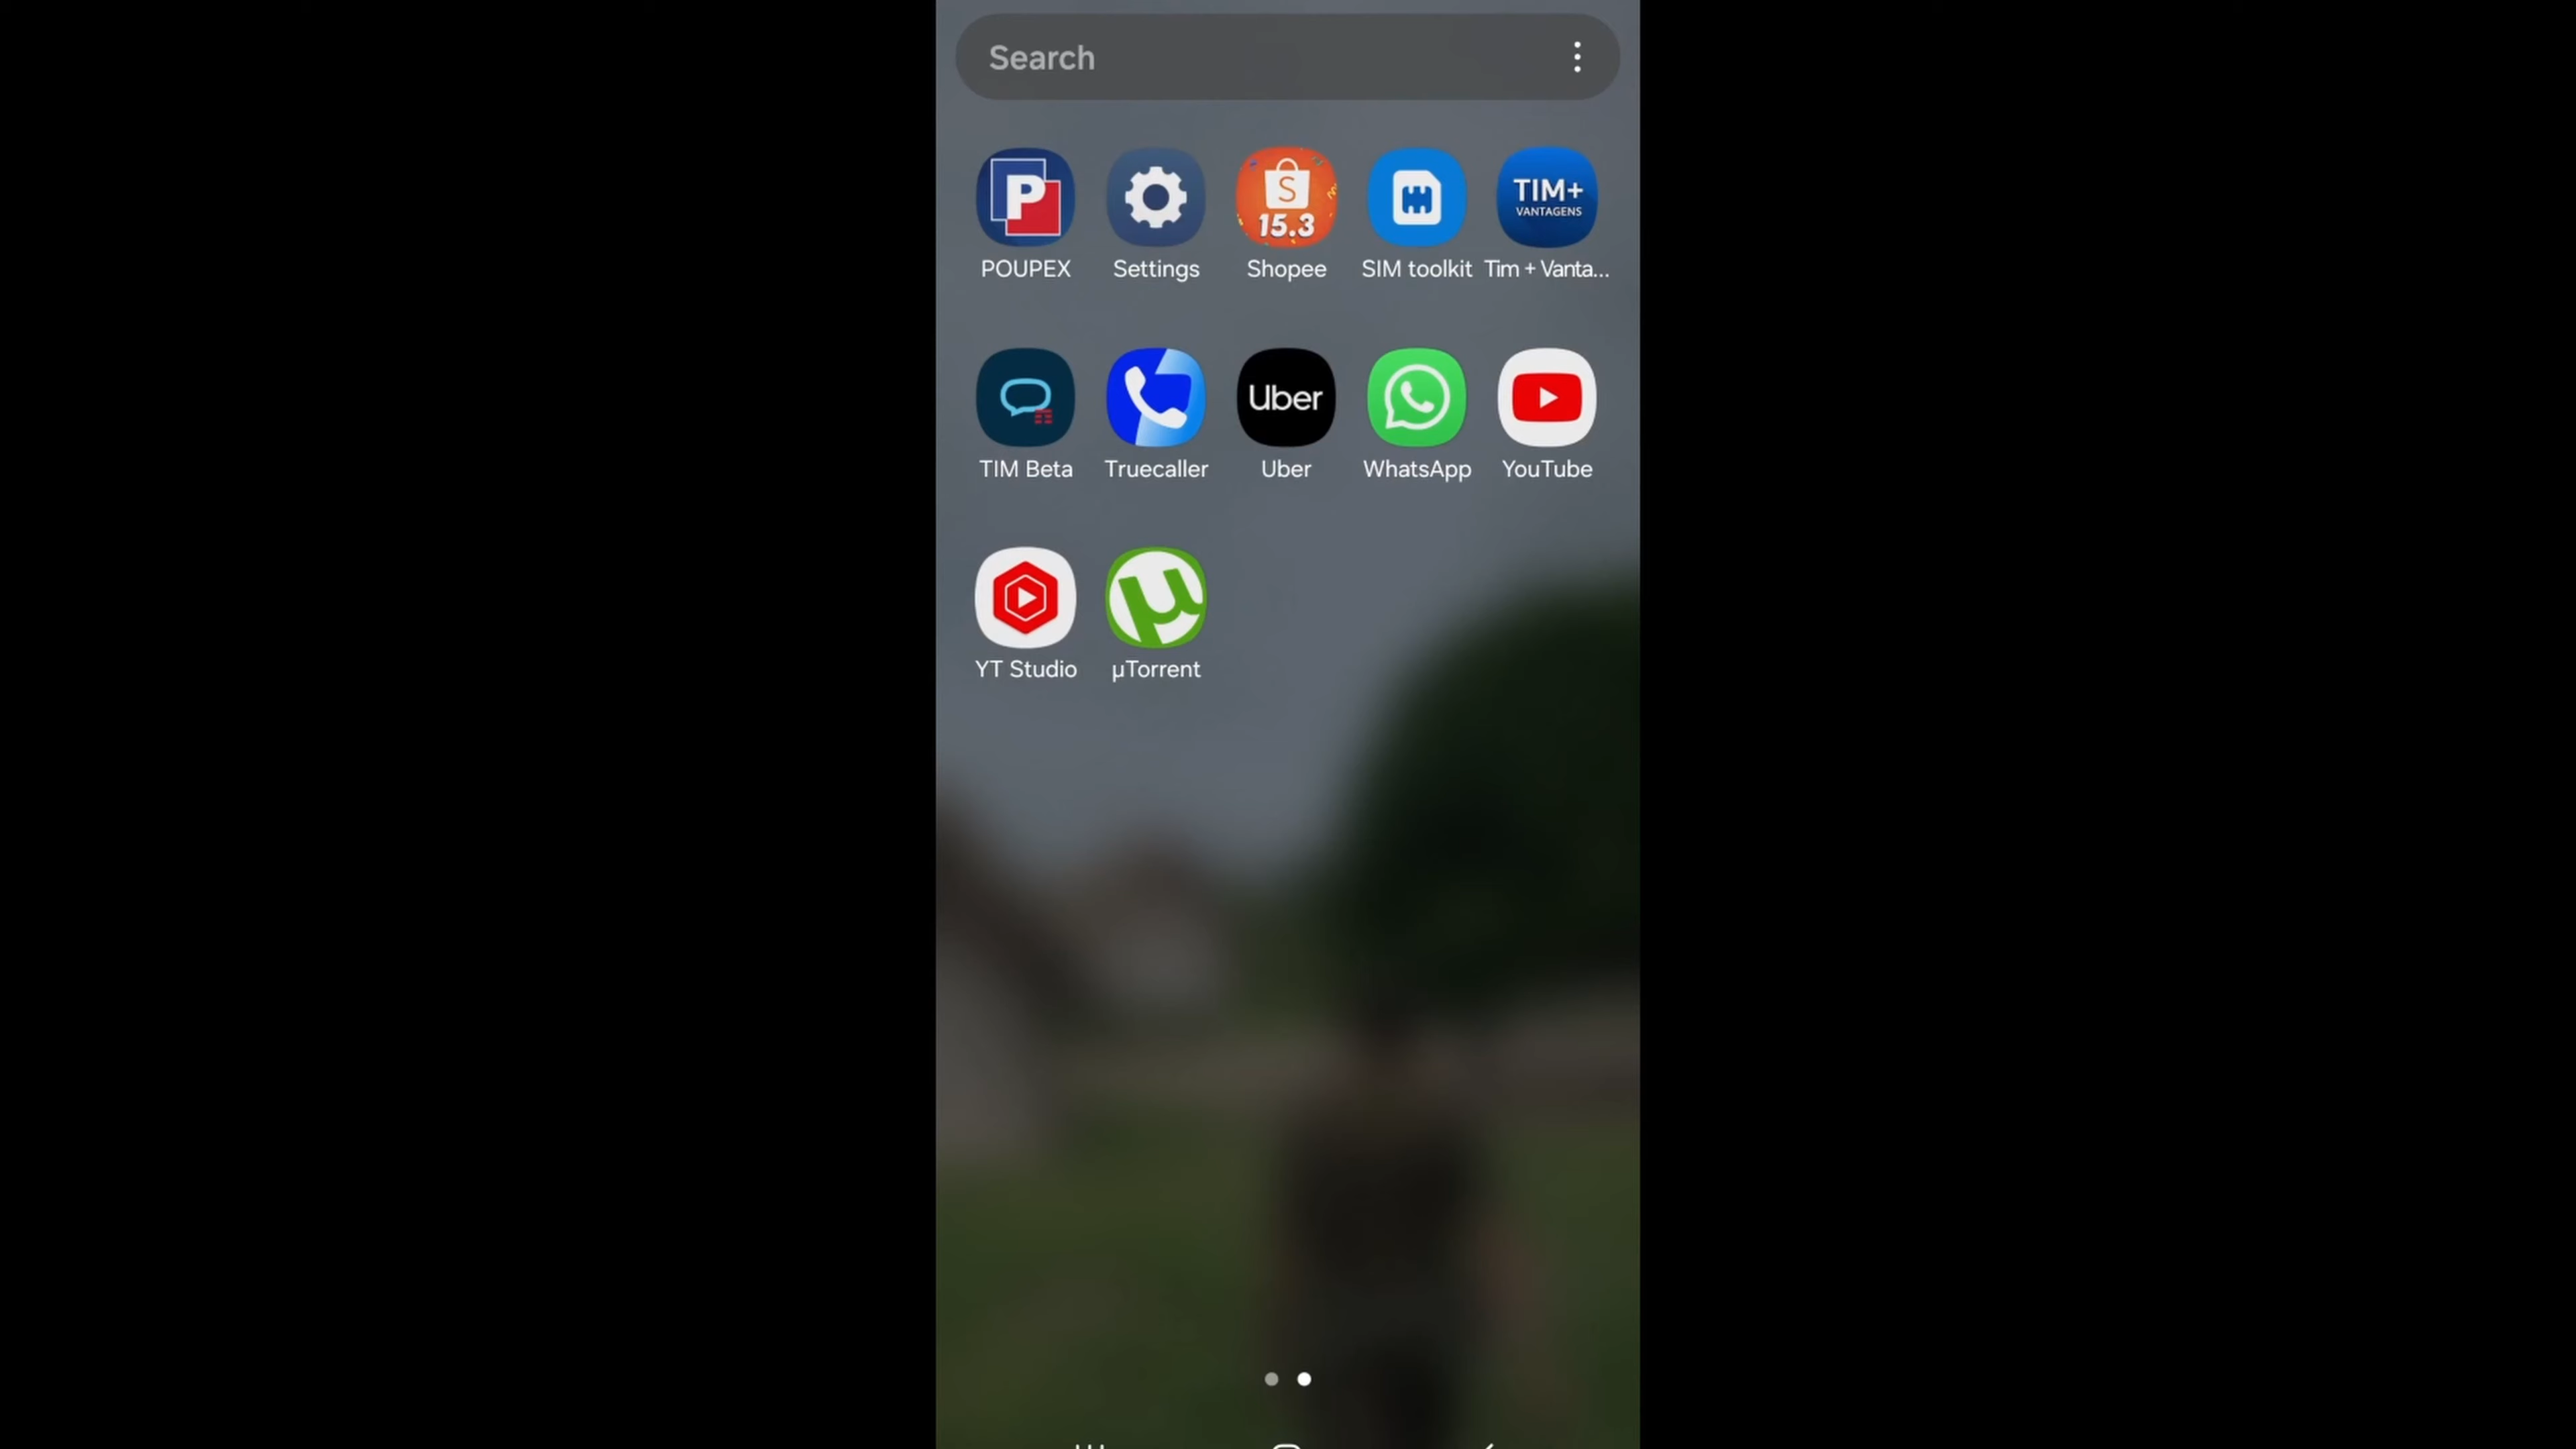 Search
P
S
15.3
TIM+
VANTAGENS
POUPEX
Settings
Shopee
SIM toolkit
Tim + Vanta...
Uber
TIM Beta
Truecaller
Uber
WhatsApp
YouTube
µ
YT Studio
µTorrent